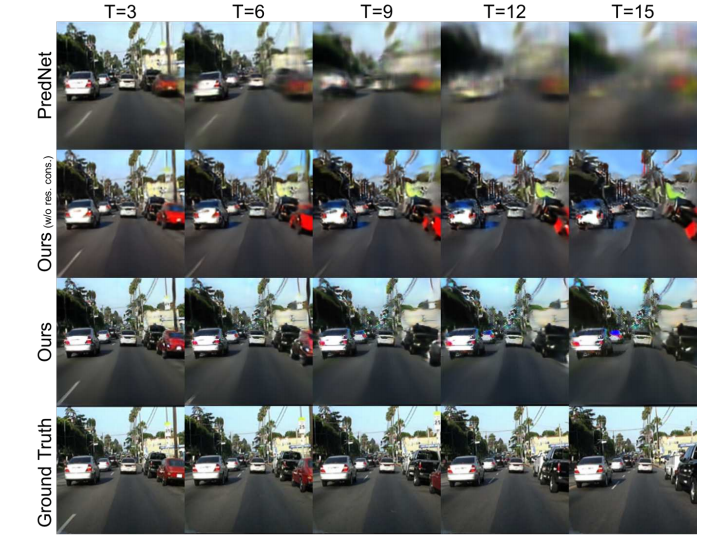 T=3 T=6 T=9 T=12 T=15
PredNet
Ours (w/o res. cons.)
Ours
Ground Truth